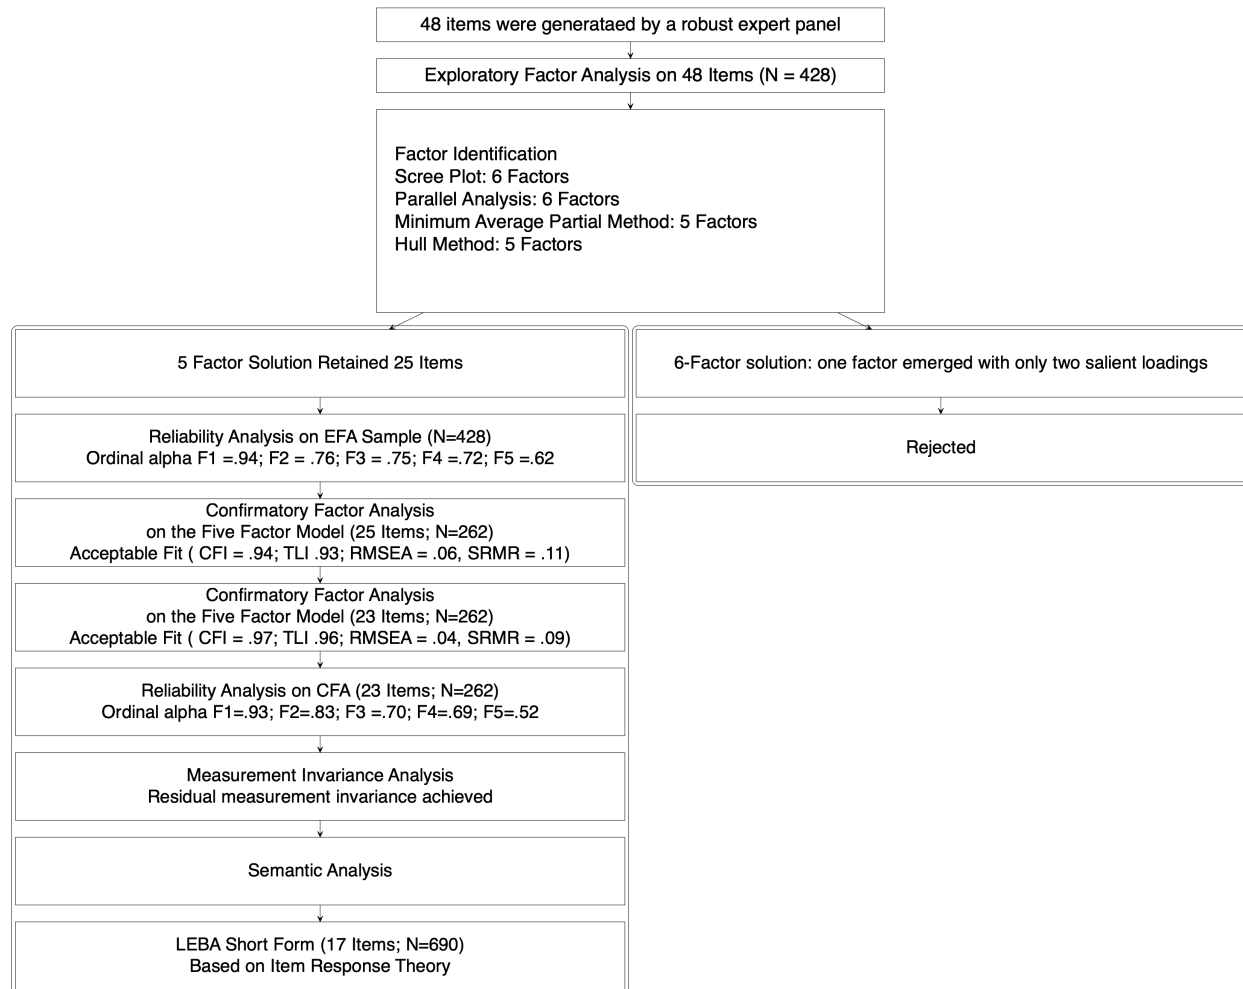 48 items were generataed by a robust expert panel
Exploratory Factor Analysis on 48 Items (N = 428)
Factor Identification
Scree Plot: 6 Factors
Parallel Analysis: 6 Factors
Minimum Average Partial Method: 5 Factors
Hull Method: 5 Factors
5 Factor Solution Retained 25 Items
6-Factor solution: one factor emerged with only two salient loadings
Reliability Analysis on EFA Sample (N=428)
Ordinal alpha F1 =.94; F2 = .76; F3 = .75; F4 =.72; F5 =.62
Rejected
Confirmatory Factor Analysis
on the Five Factor Model (25 Items; N=262)
Acceptable Fit ( CFI = .94; TLI .93; RMSEA = .06, SRMR = .11)
Confirmatory Factor Analysis
on the Five Factor Model (23 Items; N=262)
Acceptable Fit ( CFI = .97; TLI .96; RMSEA = .04, SRMR = .09)
Reliability Analysis on CFA (23 Items; N=262)
Ordinal alpha F1=.93; F2=.83; F3 =.70; F4=.69; F5=.52
Measurement Invariance Analysis
Residual measurement invariance achieved
Semantic Analysis
LEBA Short Form (17 Items; N=690)
Based on Item Response Theory